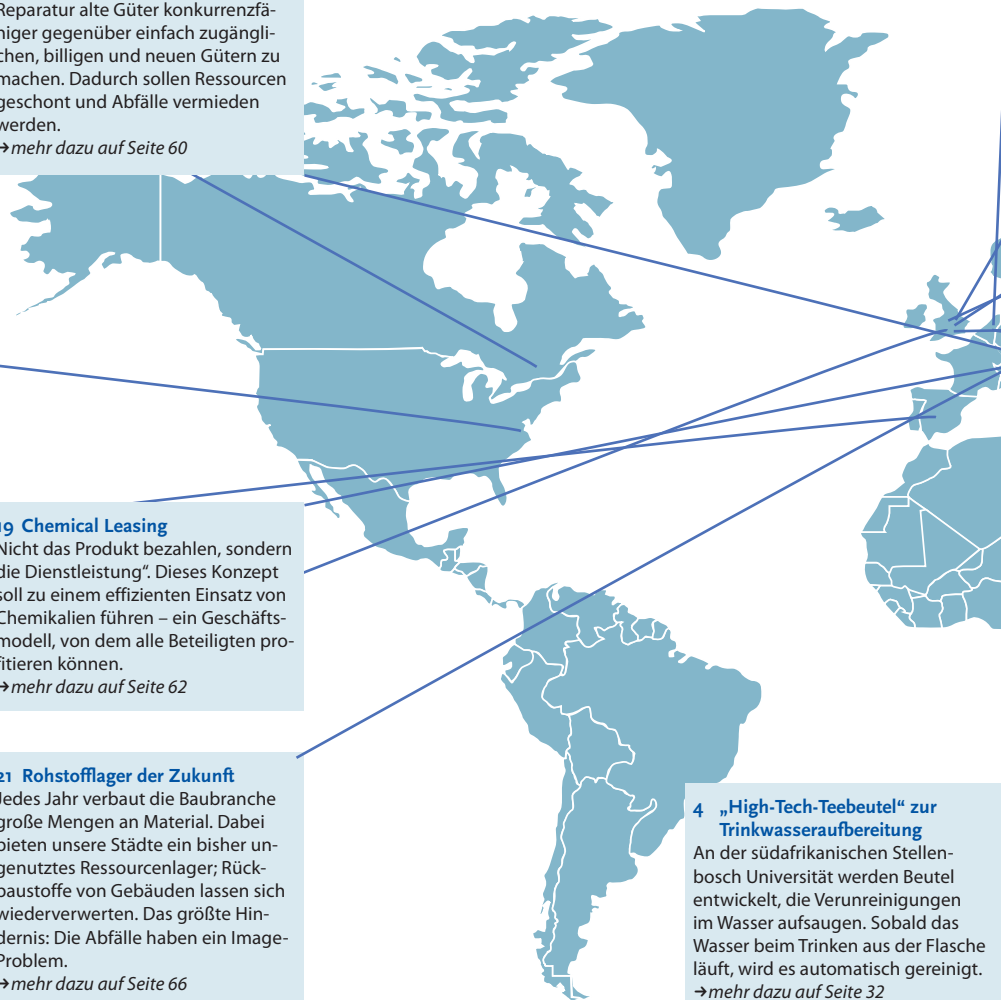 Reparatur alte Güter konkurrenzfä-
higer gegenüber einfach zugängli-
chen, billigen und neuen Gütern zu
machen. Dadurch sollen Ressourcen
geschont und Abfälle vermieden
werden.
→mehr dazu auf Seite 60
19 Chemical Leasing
Nicht das Produkt bezahlen, sondern
die Dienstleistung“. Dieses Konzept
soll zu einem effizienten Einsatz von
Chemikalien führen – ein Geschäfts-
modell, von dem alle Beteiligten pro-
fitieren können.
→mehr dazu auf Seite 62
21 Rohstofflager der Zukunft
Jedes Jahr verbaut die Baubranche
große Mengen an Material. Dabei
bieten unsere Städte ein bisher un-
genutztes Ressourcenlager; Rück-
baustoffe von Gebäuden lassen sich
wiederverwerten. Das größte Hin-
dernis: Die Abfälle haben ein Image-
Problem.
→mehr dazu auf Seite 66
4 „High-Tech-Teebeutel“ zur
Trinkwasseraufbereitung
An der südafrikanischen Stellen-
bosch Universität werden Beutel
entwickelt, die Verunreinigungen
im Wasser aufsaugen. Sobald das
Wasser beim Trinken aus der Flasche
läuft, wird es automatisch gereinigt.
→mehr dazu auf Seite 32